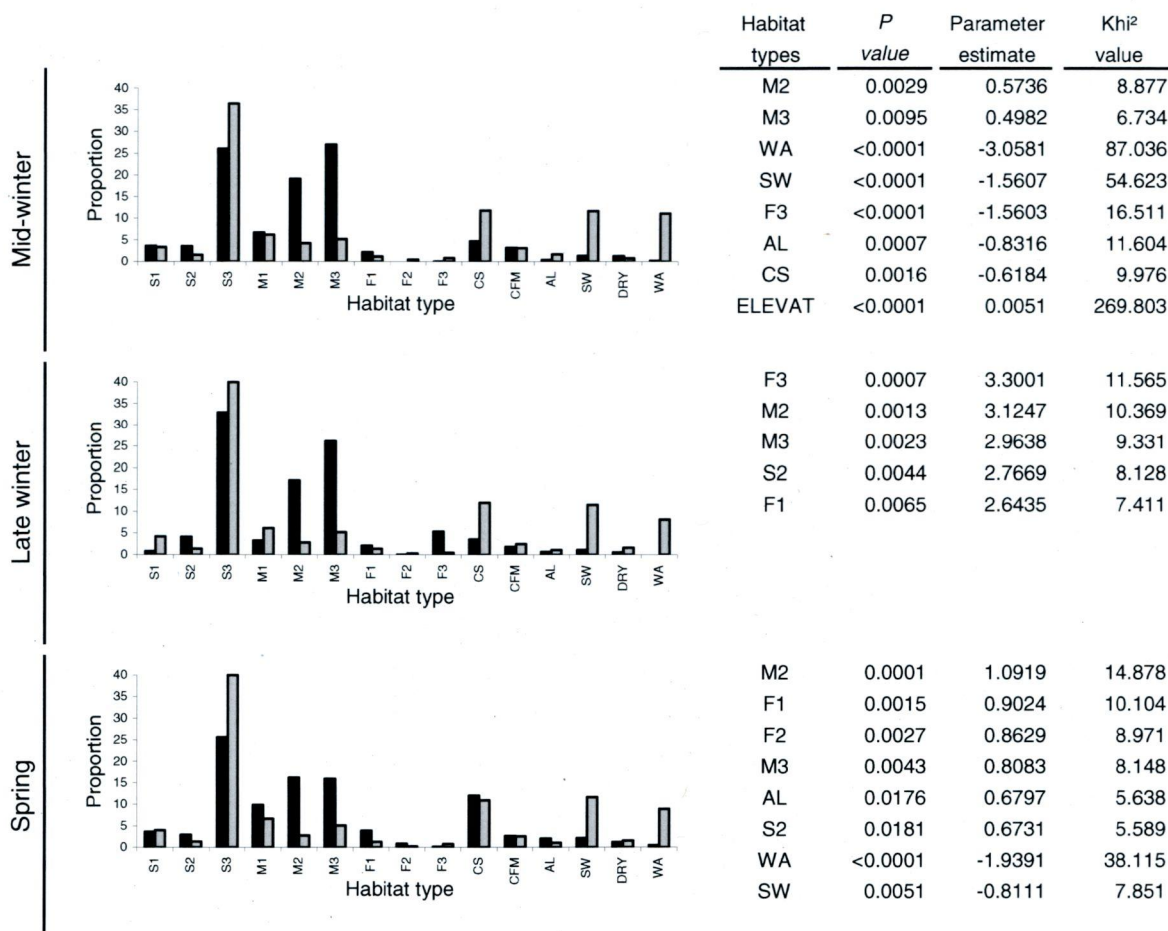 Habitat types P value Parameter estimate Khi² value
Mid-winter
Proportion
40
35
30
25
20
15
10
5
0
S1 S2 S3 M1 M2 M3 F1 F2 F3 CS CFM AL SW DRY WA
Habitat type
M2 0.0029 0.5736 8.877
M3 0.0095 0.4982 6.734
WA <0.0001 -3.0581 87.036
SW <0.0001 -1.5607 54.623
F3 <0.0001 -1.5603 16.511
AL 0.0007 -0.8316 11.604
CS 0.0016 -0.6184 9.976
ELEVAT <0.0001 0.0051 269.803
Late winter
Proportion
40
35
30
25
20
15
10
5
0
S1 S2 S3 M1 M2 M3 F1 F2 F3 CS CFM AL SW DRY WA
Habitat type
F3 0.0007 3.3001 11.565
M2 0.0013 3.1247 10.369
M3 0.0023 2.9638 9.331
S2 0.0044 2.7669 8.128
F1 0.0065 2.6435 7.411
Spring
Proportion
40
35
30
25
20
15
10
5
0
S1 S2 S3 M1 M2 M3 F1 F2 F3 CS CFM AL SW DRY WA
Habitat type
M2 0.0001 1.0919 14.878
F1 0.0015 0.9024 10.104
F2 0.0027 0.8629 8.971
M3 0.0043 0.8083 8.148
AL 0.0176 0.6797 5.638
S2 0.0181 0.6731 5.589
WA <0.0001 -1.9391 38.115
SW 0.0051 -0.8111 7.851